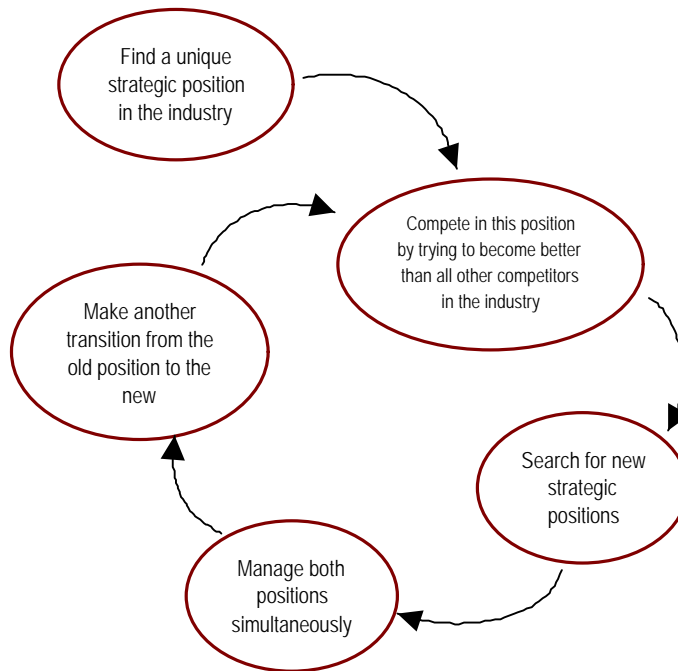 Find a unique
strategic position
in the industry
Compete in this position
by trying to become better
than all other competitors
in the industry
Search for new
strategic
positions
Manage both
positions
simultaneously
Make another
transition from the
old position to the
new